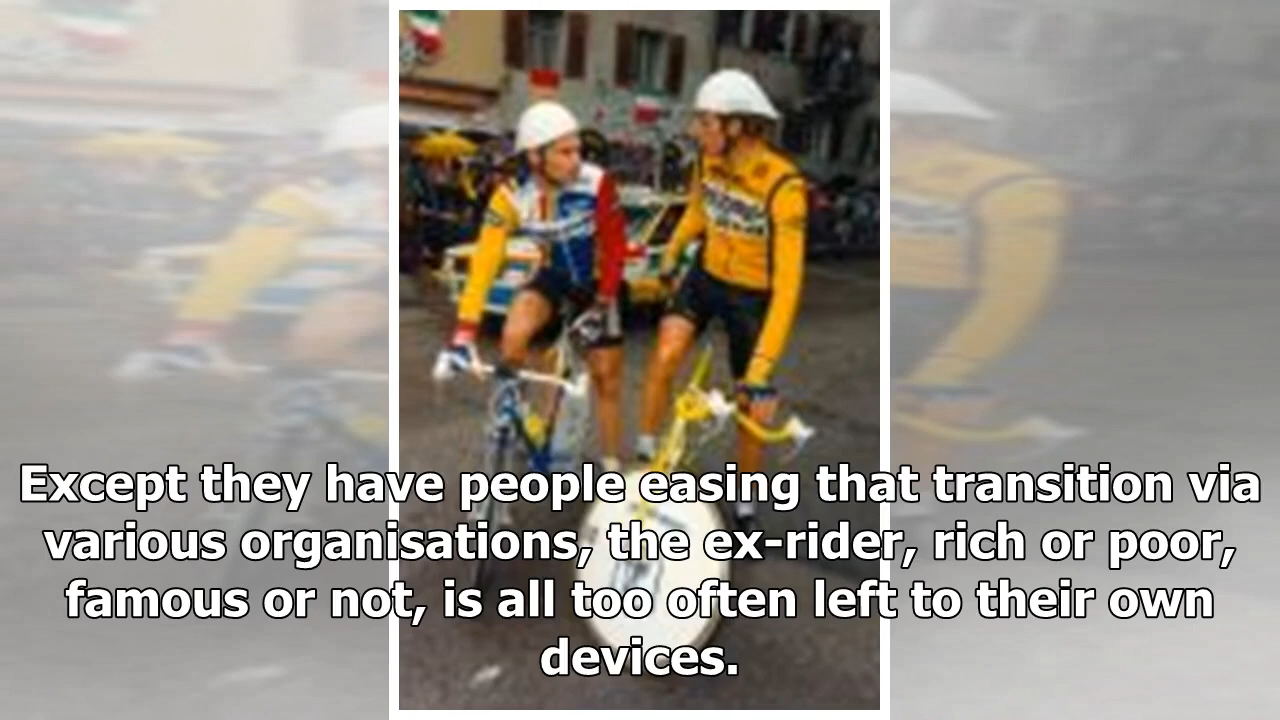 Except they have people easing that transition via
various organisations, the ex-rider, rich or poor,
famous or not, is all too often left to their own
devices.